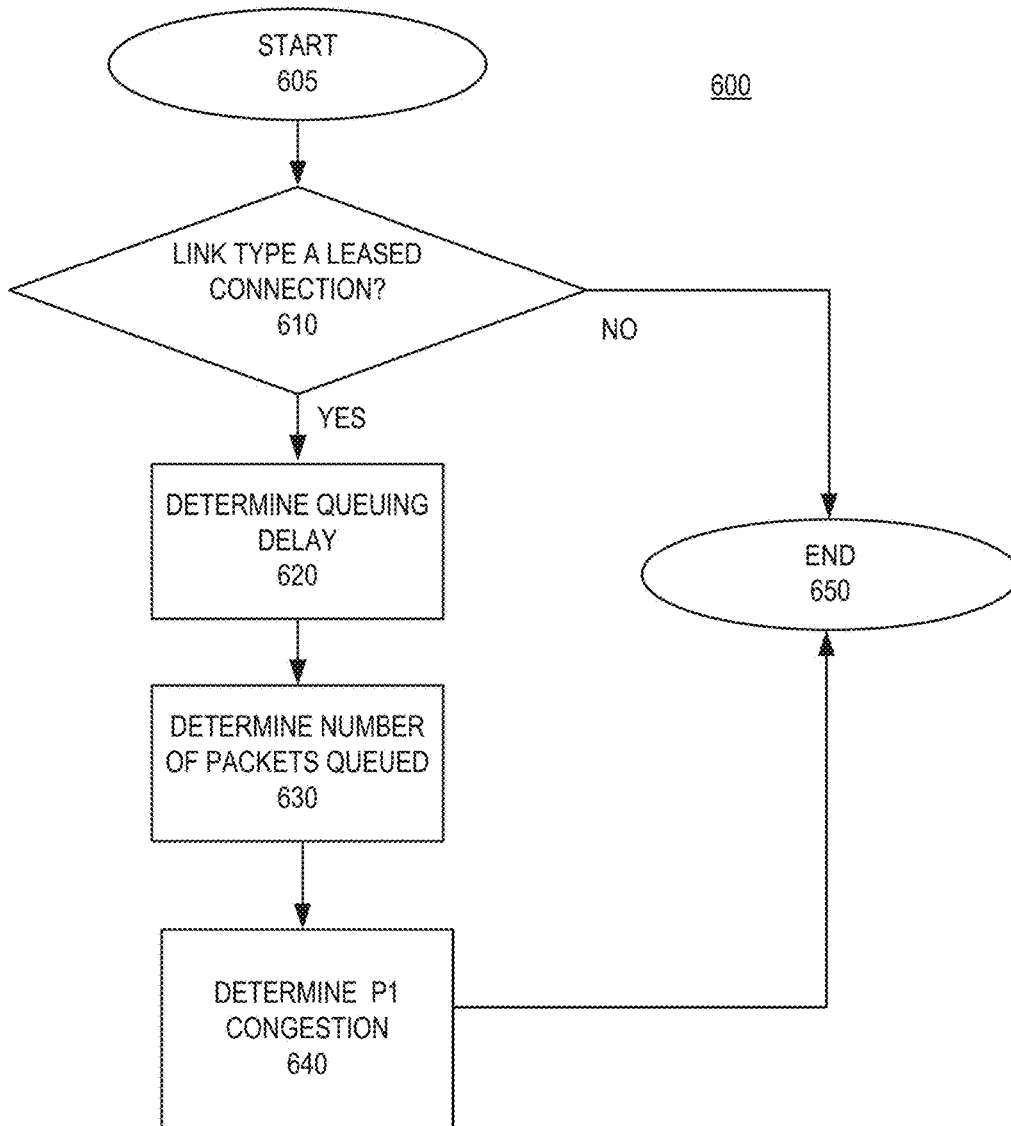 START
605
600
LINK TYPE A LEASED
CONNECTION?
610
NO
YES
DETERMINE QUEUING
DELAY
620
END
650
DETERMINE NUMBER
OF PACKETS QUEUED
630
DETERMINE P1
CONGESTION
640